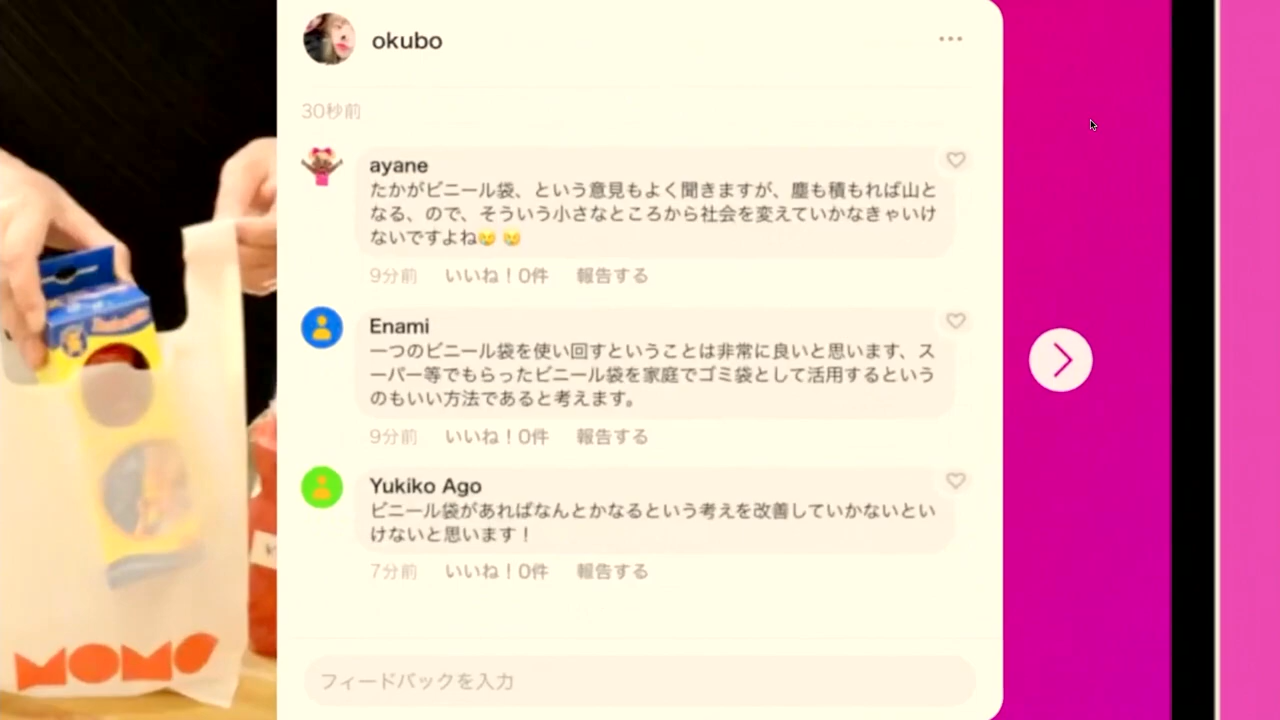 okubo
30秒前
ayane
たかがビニール袋、という意見もよく聞きますが、塵も積もれば山と
なる、ので、そういう小さなところから社会を変えていかなきゃいけ
ないですよね😢 😢
9分前 いいね！0件 報告する
Enami
一つのビニール袋を使い回すということは非常に良いと思います、ス
ーパー等でもらったビニール袋を家庭でゴミ袋として活用するという
のもいい方法であると考えます。
9分前 いいね！0件 報告する
Yukiko Ago
ビニール袋があればなんとかなるという考えを改善していかないとい
けないと思います！
7分前 いいね！0件 報告する
フィードバックを入力
MOMO